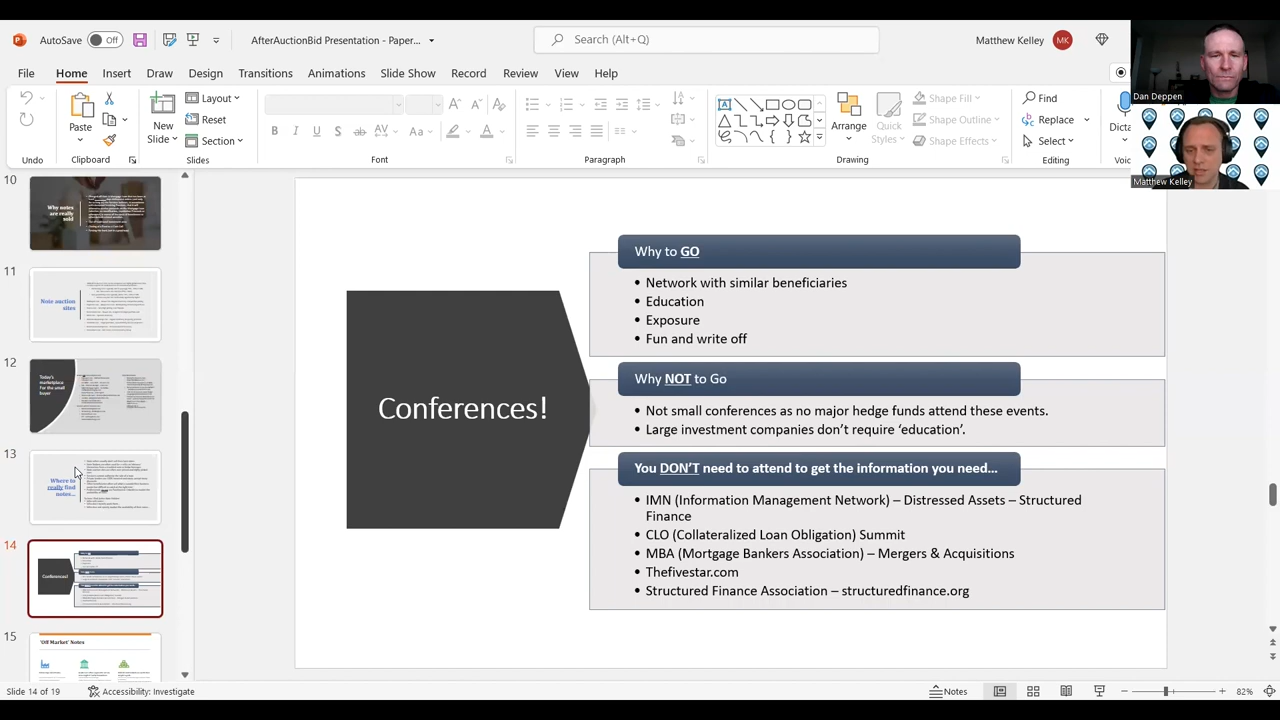 AutoSave
Off
AfterAuctionBid Presentation - Paper...
Search (Alt+Q)
Matthew Kelley
MK
File Home Insert Draw Design Transitions Animations Slide Show Record Review View Help
Dan Deppen
Matthew Kelley
Undo
Paste
Clipboard
New
Slide
Layout
Reset
Section
Slides
B I U S ab AV Aa A
Font
Paragraph
Arrange
Quick
Styles
Shape Fill
Shape Outline
Shape Effects
Drawing
Find
Replace
Select
Editing
Dicta
Voic
10
Why notes
are really
sold
11
Note auction
sites
12
Today's
marketplace
For the small
buyer
13
Where to
really find
notes...
14
Conferences!
15
'Off Market' Notes
Conferences!
Why to GO
• Network with similar beneficiaries
• Education
• Exposure
• Fun and write off
Why NOT to Go
• Not small conferences as no major hedge funds attend these events.
• Large investment companies don't require 'education'.
You DON'T need to attend to get the information you need...
• IMN (Information Management Network) – Distressed Assets – Structured
Finance
• CLO (Collateralized Loan Obligation) Summit
• MBA (Mortgage Bankers Association) – Mergers & Acquisitions
• Thefivestar.com
• Structured Finance Association – structuredfinance.org
Slide 14 of 19
Accessibility: Investigate
Notes
82%